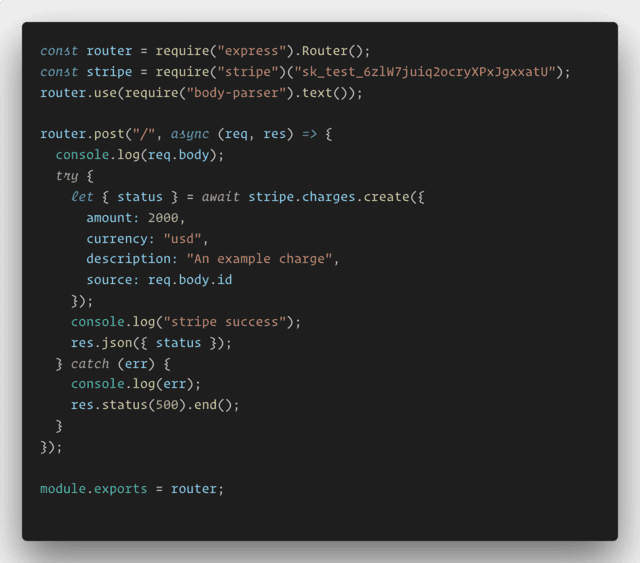 const router = require("express").Router();
const stripe = require("stripe")("sk_test_6zlW7juiq2ocryXPxJgxxatU");
router.use(require("body-parser").text());

router.post("/", async (req, res) => {
  console.log(req.body);
  try {
    let { status } = await stripe.charges.create({
      amount: 2000,
      currency: "usd",
      description: "An example charge",
      source: req.body.id
    });
    console.log("stripe success");
    res.json({ status });
  } catch (err) {
    console.log(err);
    res.status(500).end();
  }
});

module.exports = router;